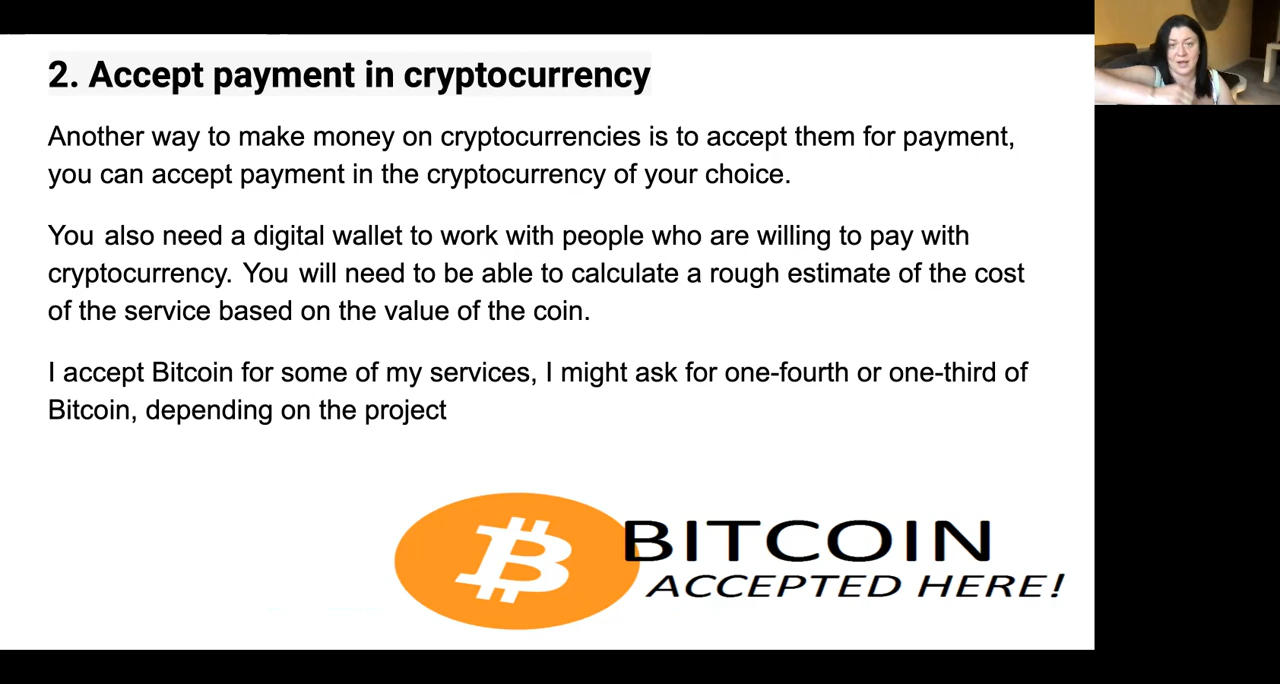 2. Accept payment in cryptocurrency
Another way to make money on cryptocurrencies is to accept them for payment,
you can accept payment in the cryptocurrency of your choice.
You also need a digital wallet to work with people who are willing to pay with
cryptocurrency. You will need to be able to calculate a rough estimate of the cost
of the service based on the value of the coin.
I accept Bitcoin for some of my services, I might ask for one-fourth or one-third of
Bitcoin, depending on the project
BITCOIN
ACCEPTED HERE!